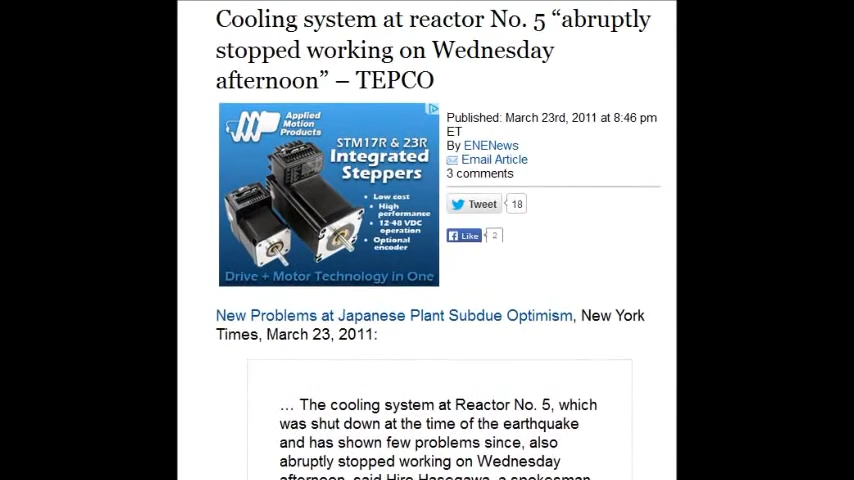 Cooling system at reactor No. 5 “abruptly
stopped working on Wednesday
afternoon” – TEPCO
Applied
Motion
Products
STM17R & 23R
Integrated
Steppers
• Low cost
• High
performance
• 12-48 VDC
operation
• Optional
encoder
Drive + Motor Technology in One
Published: March 23rd, 2011 at 8:46 pm
ET
By ENENews
Email Article
3 comments
Tweet 18
Like 2
New Problems at Japanese Plant Subdue Optimism, New York
Times, March 23, 2011:
… The cooling system at Reactor No. 5, which
was shut down at the time of the earthquake
and has shown few problems since, also
abruptly stopped working on Wednesday
afternoon, said Hiro Hasegawa, a spokesman